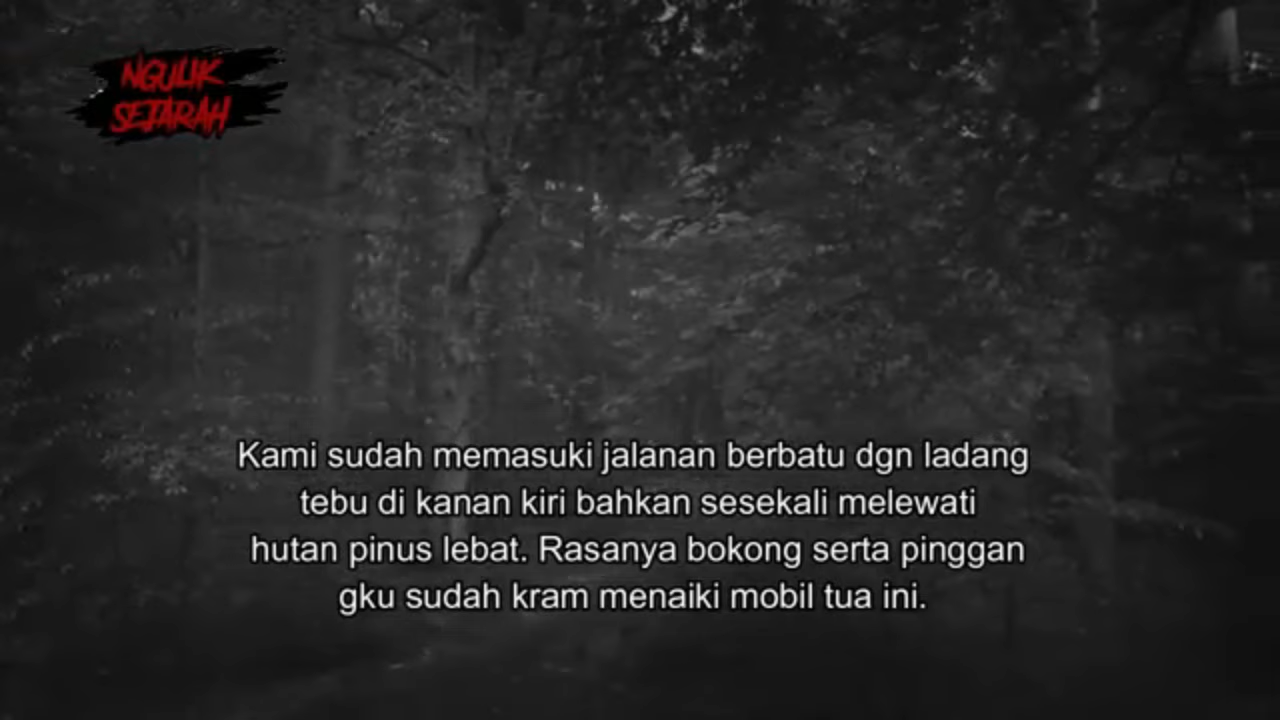 NGULIK
SEJARAH
Kami sudah memasuki jalanan berbatu dgn ladang
tebu di kanan kiri bahkan sesekali melewati
hutan pinus lebat. Rasanya bokong serta pinggan
gku sudah kram menaiki mobil tua ini.